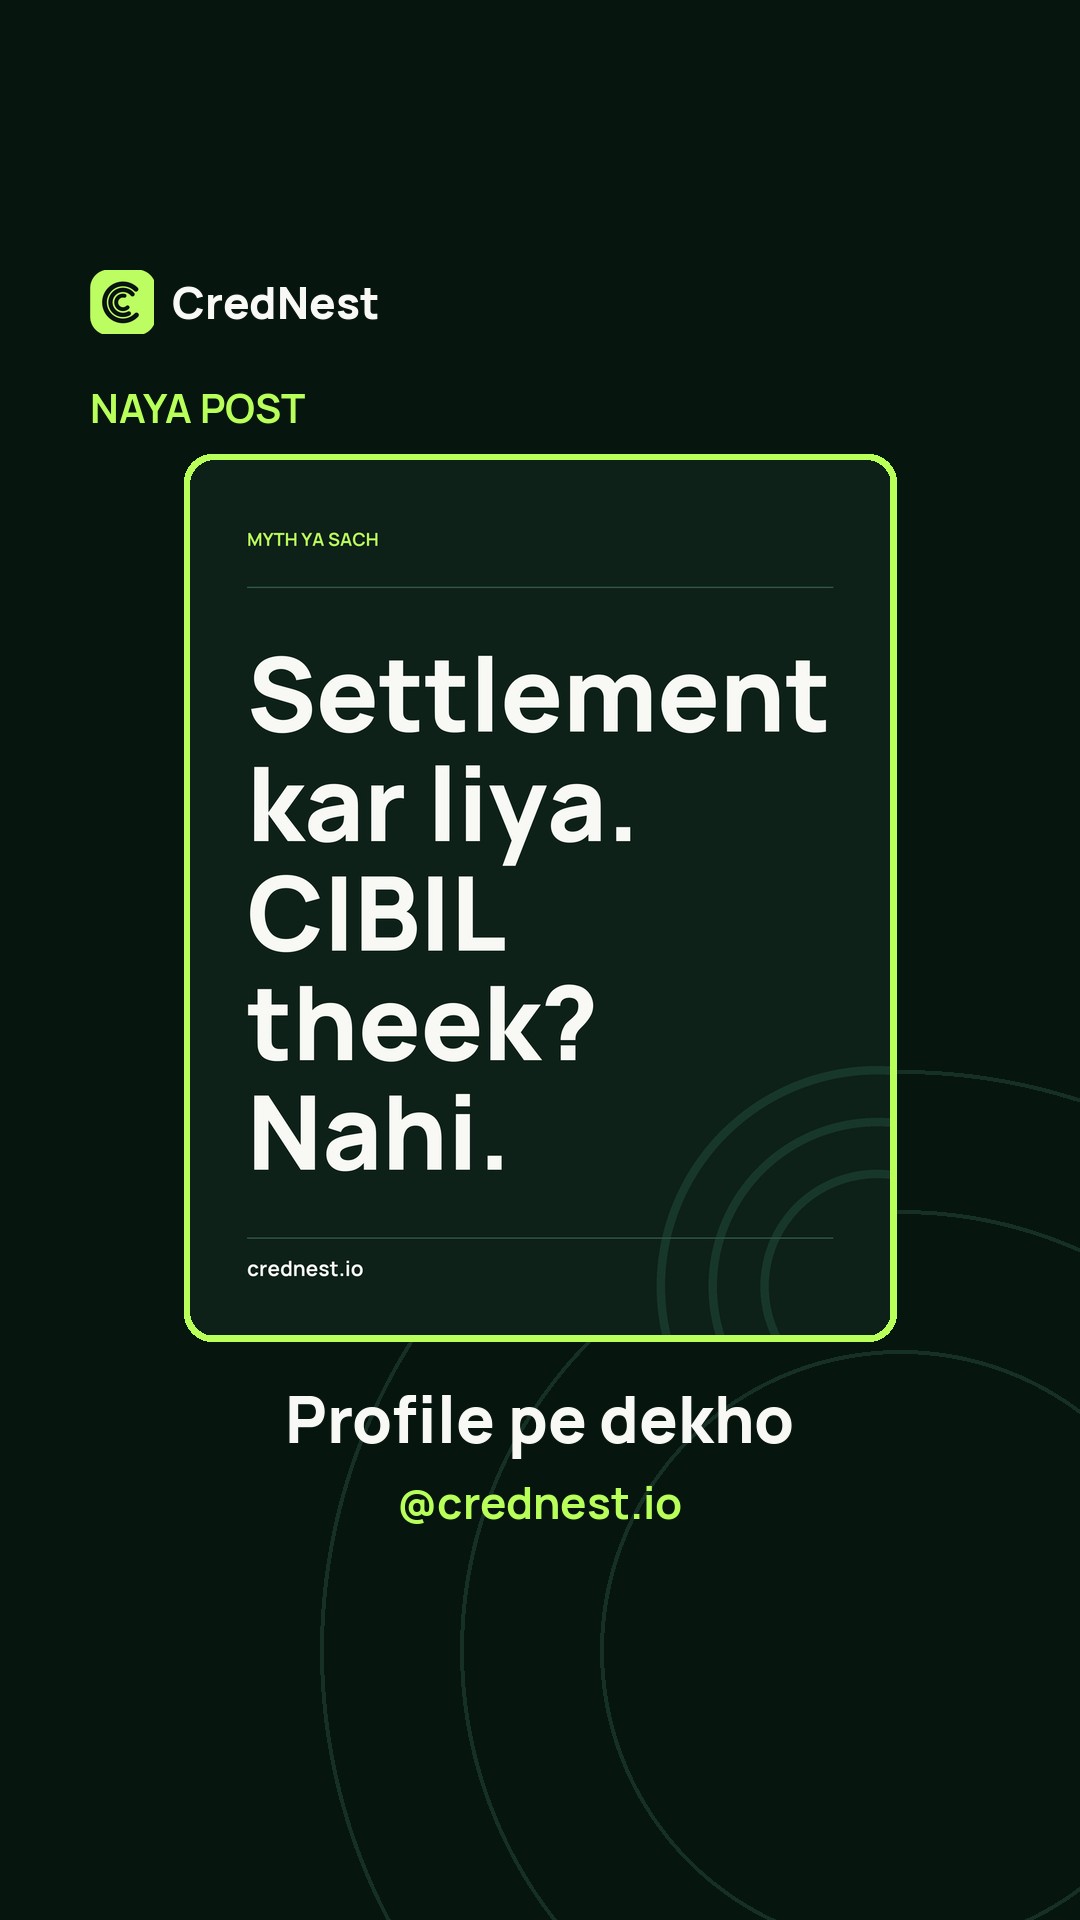 CredNest
NAYA POST
MYTH YA SACH
Settlement
kar liya.
CIBIL
theek?
Nahi.
crednest.io
Profile pe dekho
@crednest.io